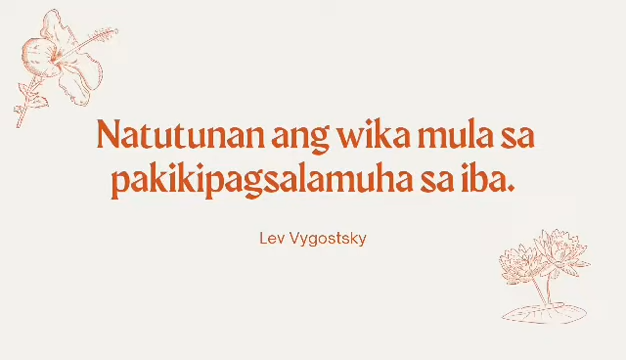 Natutunan ang wika mula sa
pakikipagsalamuha sa iba.
Lev Vygostsky